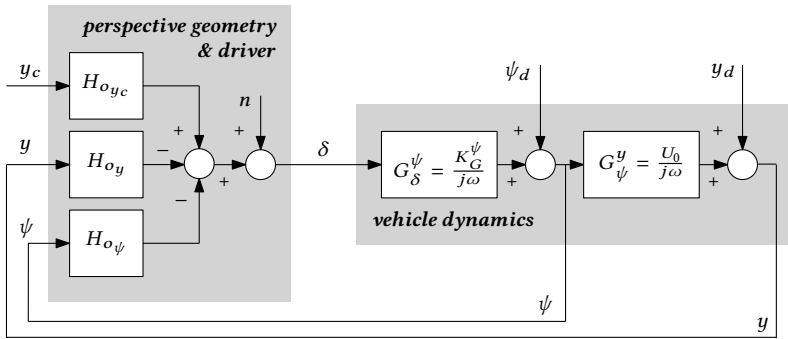 perspective geometry
& driver
y_c
H_{o_{y_c}}
n
ψ_d
y_d
+
+
+
+
y
−
H_{o_y}
+
δ
G_δ^ψ = K_G^ψ / jω
+
G_ψ^y = U_0 / jω
+
−
vehicle dynamics
ψ
H_{o_ψ}
ψ
y